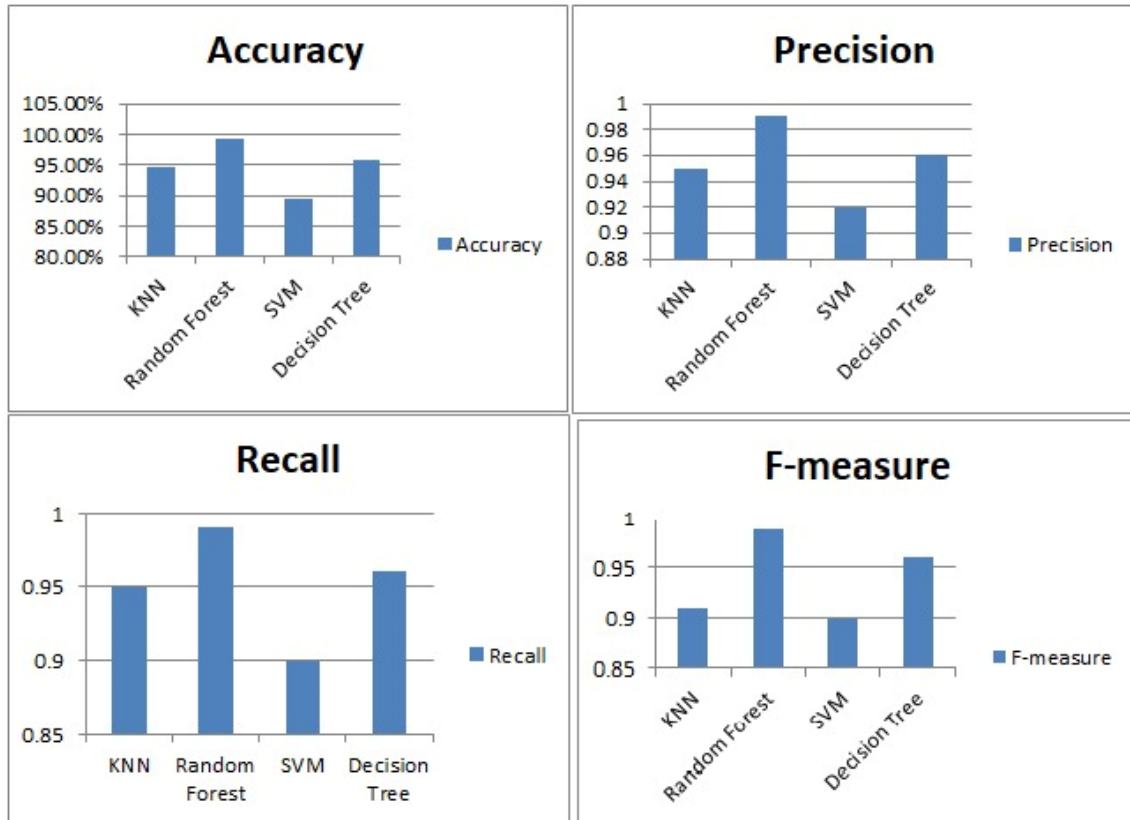 Accuracy
105.00%
100.00%
95.00%
90.00%
85.00%
80.00%
KNN
Random Forest
SVM
Decision Tree
Accuracy
Precision
1
0.98
0.96
0.94
0.92
0.9
0.88
KNN
Random Forest
SVM
Decision Tree
Precision
Recall
1
0.95
0.9
0.85
KNN
Random
Forest
SVM
Decision
Tree
Recall
F-measure
1
0.95
0.9
0.85
KNN
Random Forest
SVM
Decision Tree
F-measure